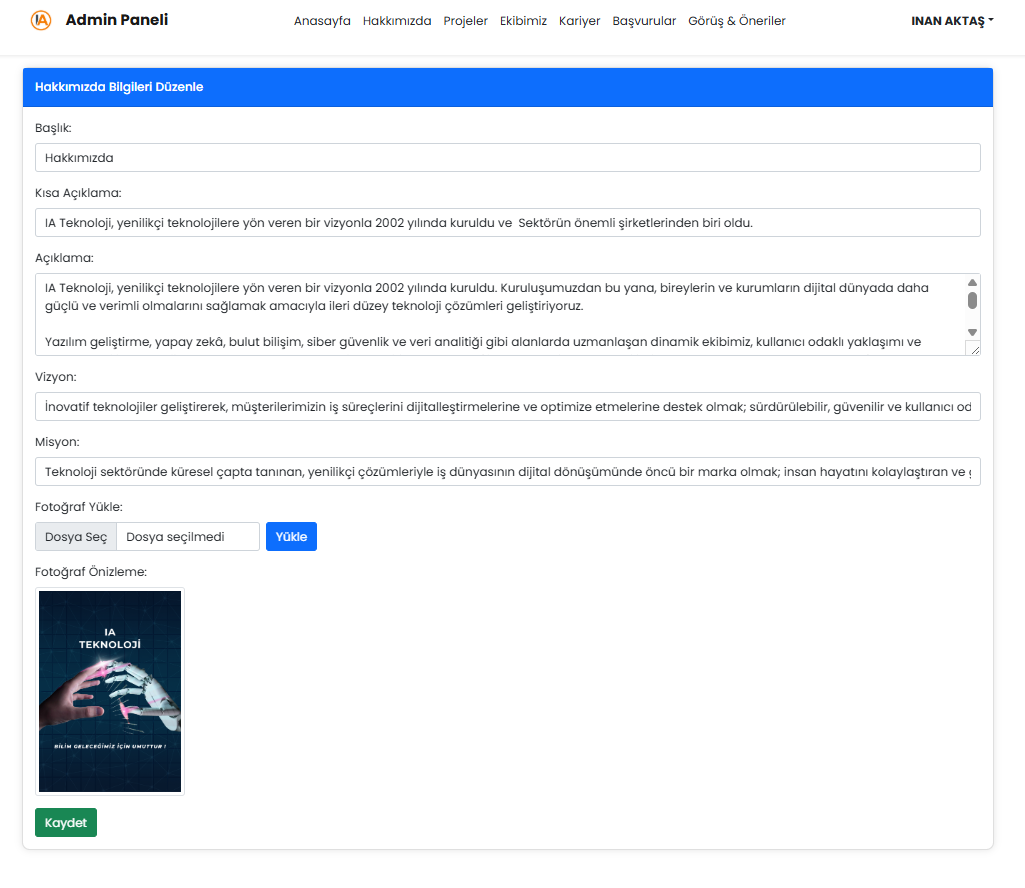 IA Admin Paneli Anasayfa Hakkımızda Projeler Ekibimiz Kariyer Başvurular Görüş & Öneriler INAN AKTAŞ
Hakkımızda Bilgileri Düzenle
Başlık:
Hakkımızda
Kısa Açıklama:
IA Teknoloji, yenilikçi teknolojilere yön veren bir vizyonla 2002 yılında kuruldu ve  Sektörün önemli şirketlerinden biri oldu.
Açıklama:
IA Teknoloji, yenilikçi teknolojilere yön veren bir vizyonla 2002 yılında kuruldu. Kuruluşumuzdan bu yana, bireylerin ve kurumların dijital dünyada daha
güçlü ve verimli olmalarını sağlamak amacıyla ileri düzey teknoloji çözümleri geliştiriyoruz.
Yazılım geliştirme, yapay zekâ, bulut bilişim, siber güvenlik ve veri analitiği gibi alanlarda uzmanlaşan dinamik ekibimiz, kullanıcı odaklı yaklaşımı ve
Vizyon:
İnovatif teknolojiler geliştirerek, müşterilerimizin iş süreçlerini dijitalleştirmelerine ve optimize etmelerine destek olmak; sürdürülebilir, güvenilir ve kullanıcı od
Misyon:
Teknoloji sektöründe küresel çapta tanınan, yenilikçi çözümleriyle iş dünyasının dijital dönüşümünde öncü bir marka olmak; insan hayatını kolaylaştıran ve
Fotoğraf Yükle:
Dosya Seç Dosya seçilmedi Yükle
Fotoğraf Önizleme:
IA
TEKNOLOJİ
BİLİM GELECEĞİMİZ İÇİN UMUTTUR !
Kaydet